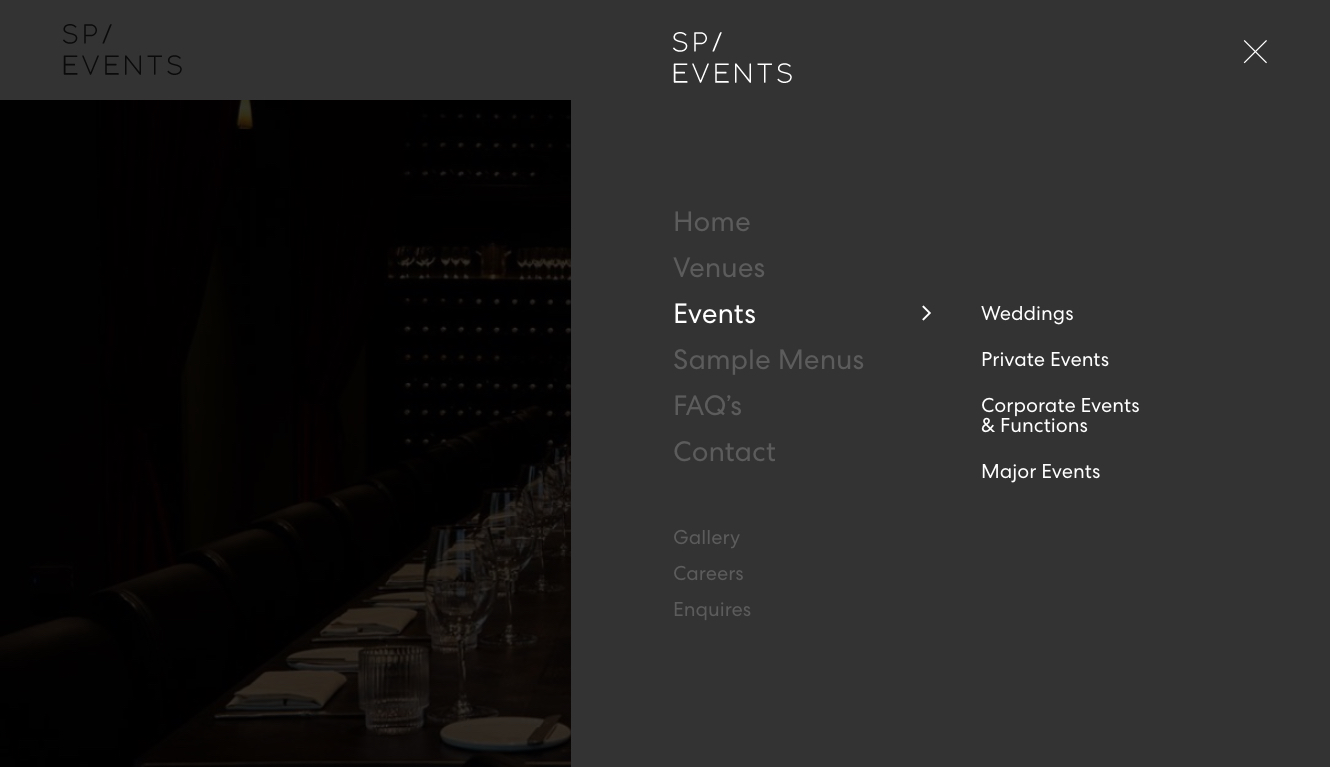 SP/
EVENTS
SP/
EVENTS
Home
Venues
Events
Sample Menus
FAQ’s
Contact
Weddings
Private Events
Corporate Events
& Functions
Major Events
Gallery
Careers
Enquires